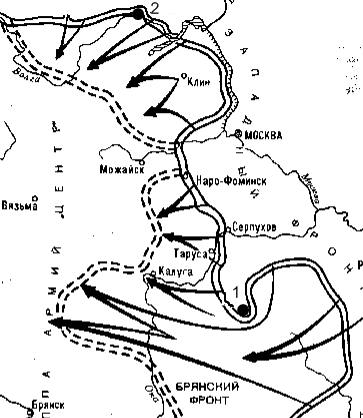 2
Волга
Клин
ЗАПАДНЫЙ ФРОНТ
МОСКВА
Можайск
Москва
Наро-Фоминск
Вязьма
Серпухов
Таруса
Калуга
1
ГРУППА АРМИЙ ЦЕНТР
БРЯНСКИЙ
ФРОНТ
Ока
Брянск